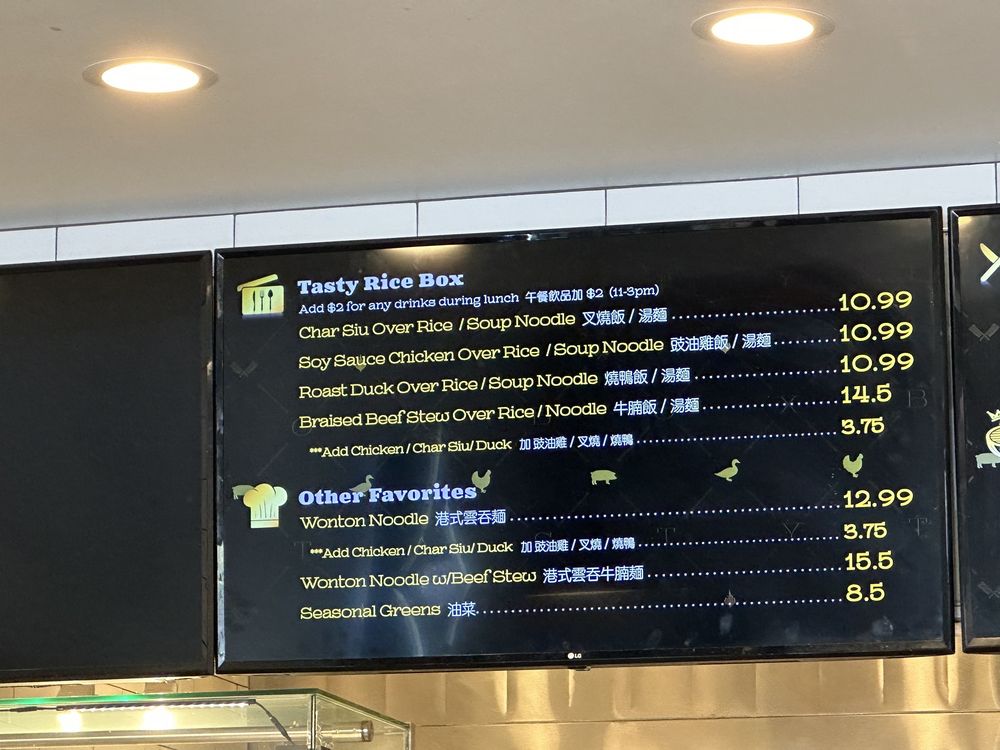 Tasty Rice Box
Add $2 for any drinks during lunch 午餐飲品加 $2 (11-3pm)
Char Siu Over Rice / Soup Noodle 叉燒飯 / 湯麵 10.99
Soy Sauce Chicken Over Rice / Soup Noodle 豉油雞飯 / 湯麵 10.99
Roast Duck Over Rice / Soup Noodle 燒鴨飯 / 湯麵 10.99
Braised Beef Stew Over Rice / Noodle 牛腩飯 / 湯麵 14.5
***Add Chicken / Char Siu/ Duck 加 豉油雞 / 叉燒 / 燒鴨 3.75
Other Favorites
Wonton Noodle 港式雲吞麵 12.99
***Add Chicken / Char Siu/ Duck 加 豉油雞 / 叉燒 / 燒鴨 3.75
Wonton Noodle w/Beef Stew 港式雲吞牛腩麵 15.5
Seasonal Greens 油菜 8.5
LG